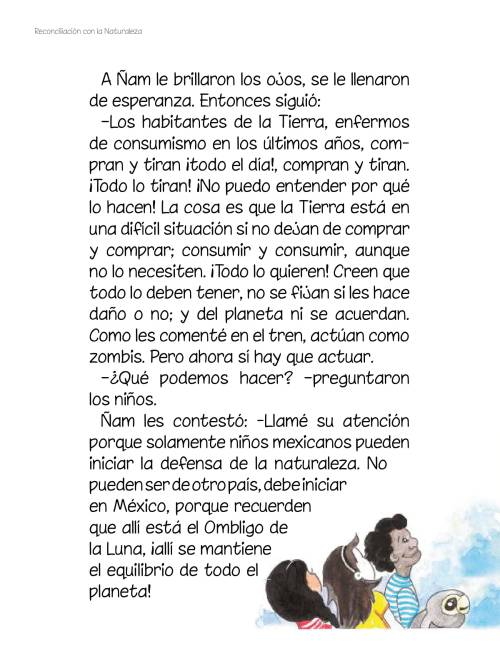 Reconciliación con la Naturaleza
A Ñam le brillaron los ojos, se le llenaron
de esperanza. Entonces siguió:
–Los habitantes de la Tierra, enfermos
de consumismo en los últimos años, com-
pran y tiran ¡todo el día!, compran y tiran.
¡Todo lo tiran! ¡No puedo entender por qué
lo hacen! La cosa es que la Tierra está en
una difícil situación si no dejan de comprar
y comprar; consumir y consumir, aunque
no lo necesiten. ¡Todo lo quieren! Creen que
todo lo deben tener, no se fijan si les hace
daño o no; y del planeta ni se acuerdan.
Como les comenté en el tren, actúan como
zombis. Pero ahora sí hay que actuar.
–¿Qué podemos hacer? –preguntaron
los niños.
Ñam les contestó: –Llamé su atención
porque solamente niños mexicanos pueden
iniciar la defensa de la naturaleza. No
pueden ser de otro país, debe iniciar
en México, porque recuerden
que allí está el Ombligo de
la Luna, ¡allí se mantiene
el equilibrio de todo el
planeta!